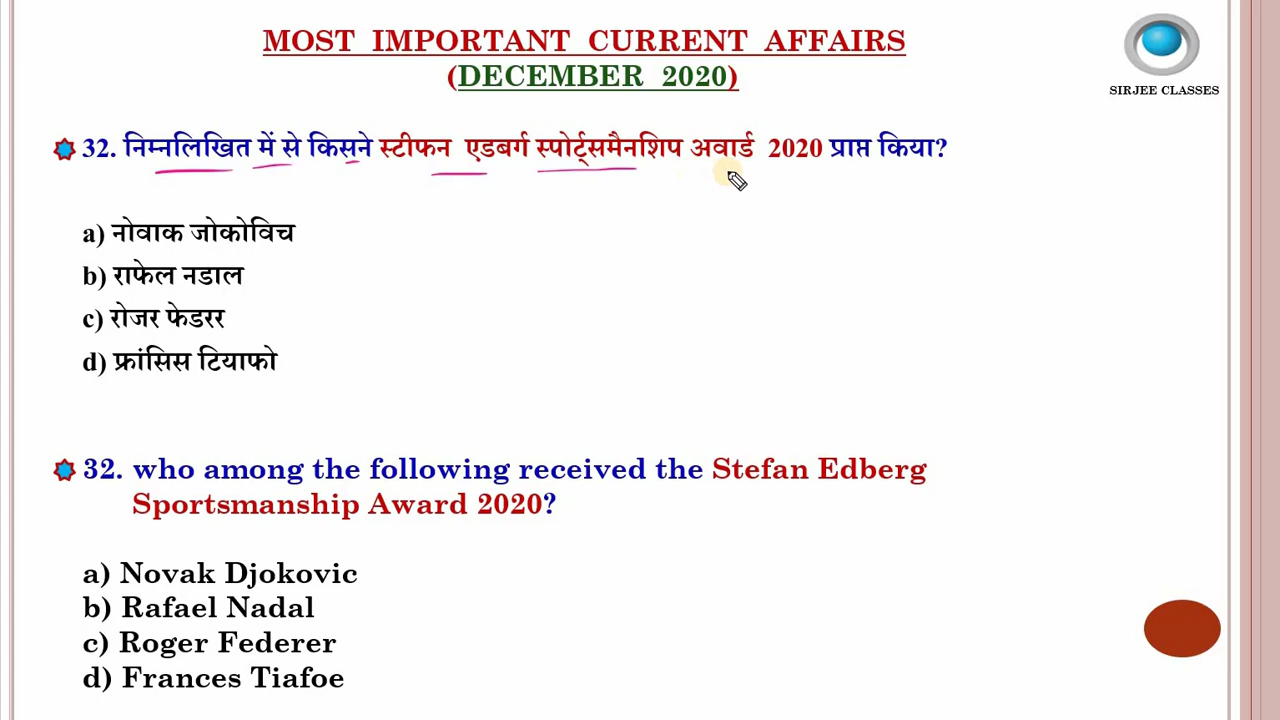 MOST IMPORTANT CURRENT AFFAIRS
(DECEMBER 2020)
SIRJEE CLASSES
32. निम्नलिखित में से किसने स्टीफन एडबर्ग स्पोर्ट्समैनशिप अवार्ड 2020 प्राप्त किया?
a) नोवाक जोकोविच
b) राफेल नडाल
c) रोजर फेडरर
d) फ्रांसिस टियाफो
32. who among the following received the Stefan Edberg
Sportsmanship Award 2020?
a) Novak Djokovic
b) Rafael Nadal
c) Roger Federer
d) Frances Tiafoe